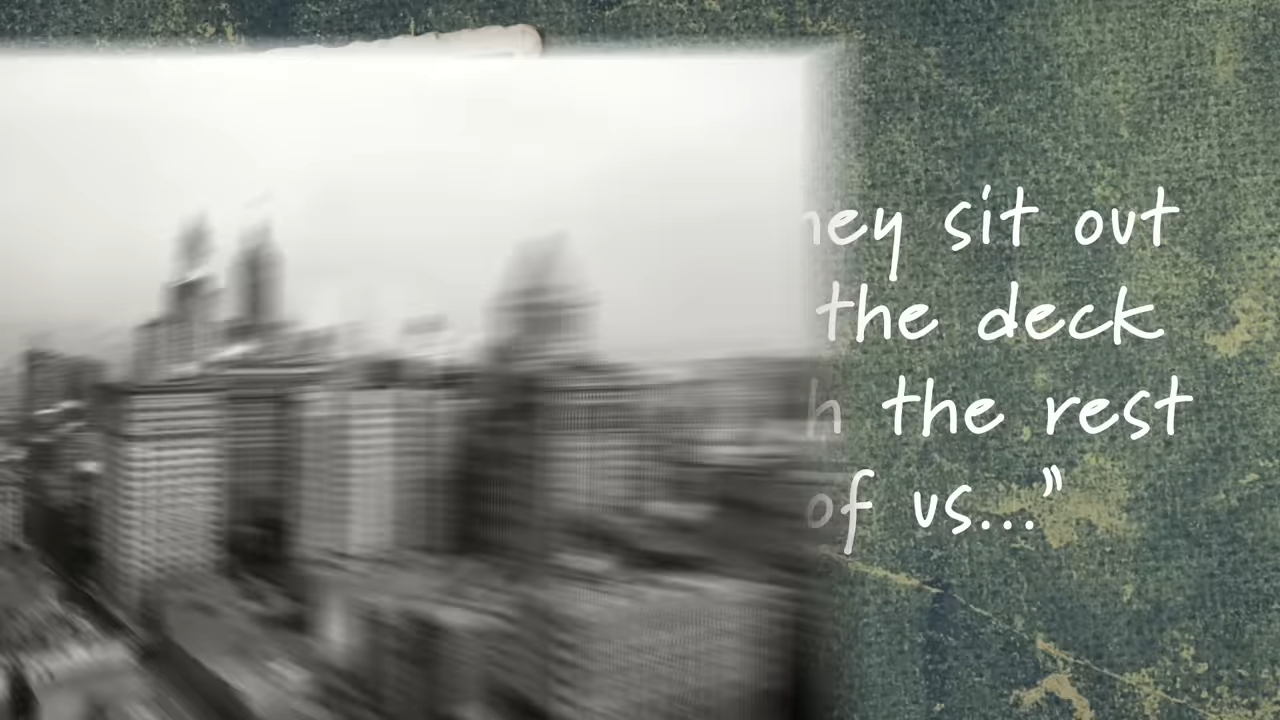 sit out
the deck
the rest
of us..."